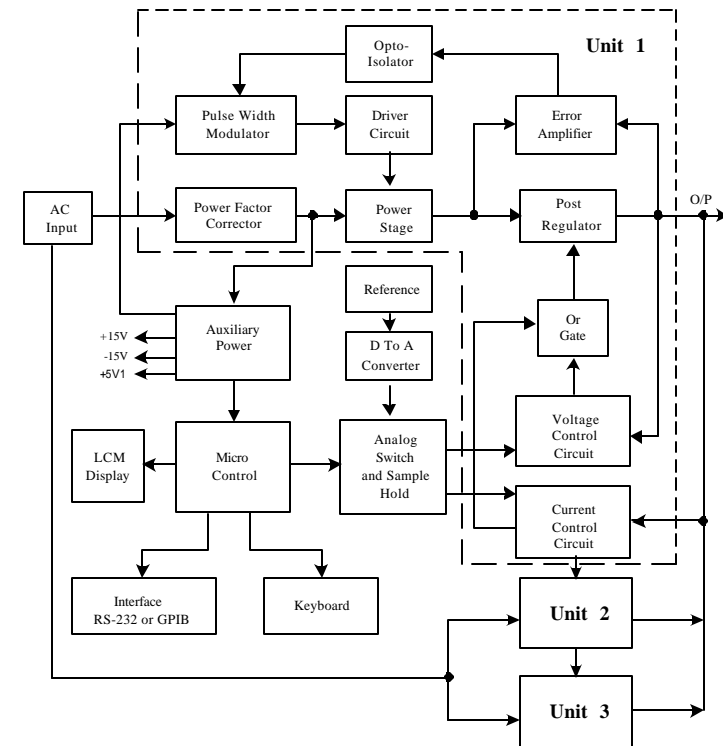 Opto-
Isolator
Unit 1
Pulse Width
Modulator
Driver
Circuit
Error
Amplifier
AC
Input
Power Factor
Corrector
Power
Stage
Post
Regulator
O/P
Reference
Auxiliary
Power
+15V
-15V
+5V1
D To A
Converter
Or
Gate
LCM
Display
Micro
Control
Analog
Switch
and Sample
Hold
Voltage
Control
Circuit
Current
Control
Circuit
Interface
RS-232 or GPIB
Keyboard
Unit 2
Unit 3